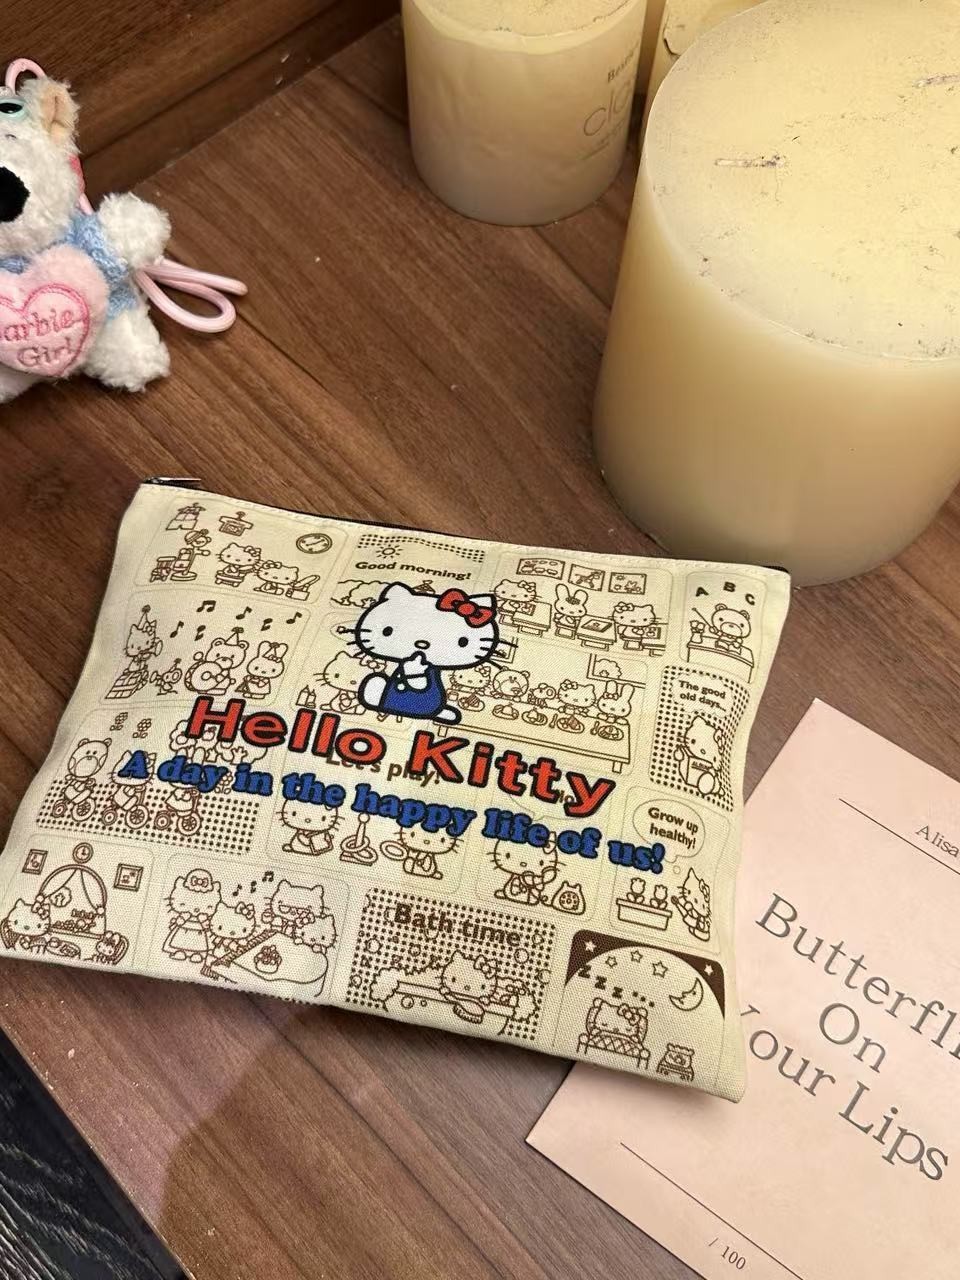 Barbie
Girl
Good morning!
A B C
The good
old days...
Hello Kitty
Let's play!
A day in the happy life of us!
Grow up
healthy!
Bath time
z z z...
Alisa
On
Your Lips
/ 100